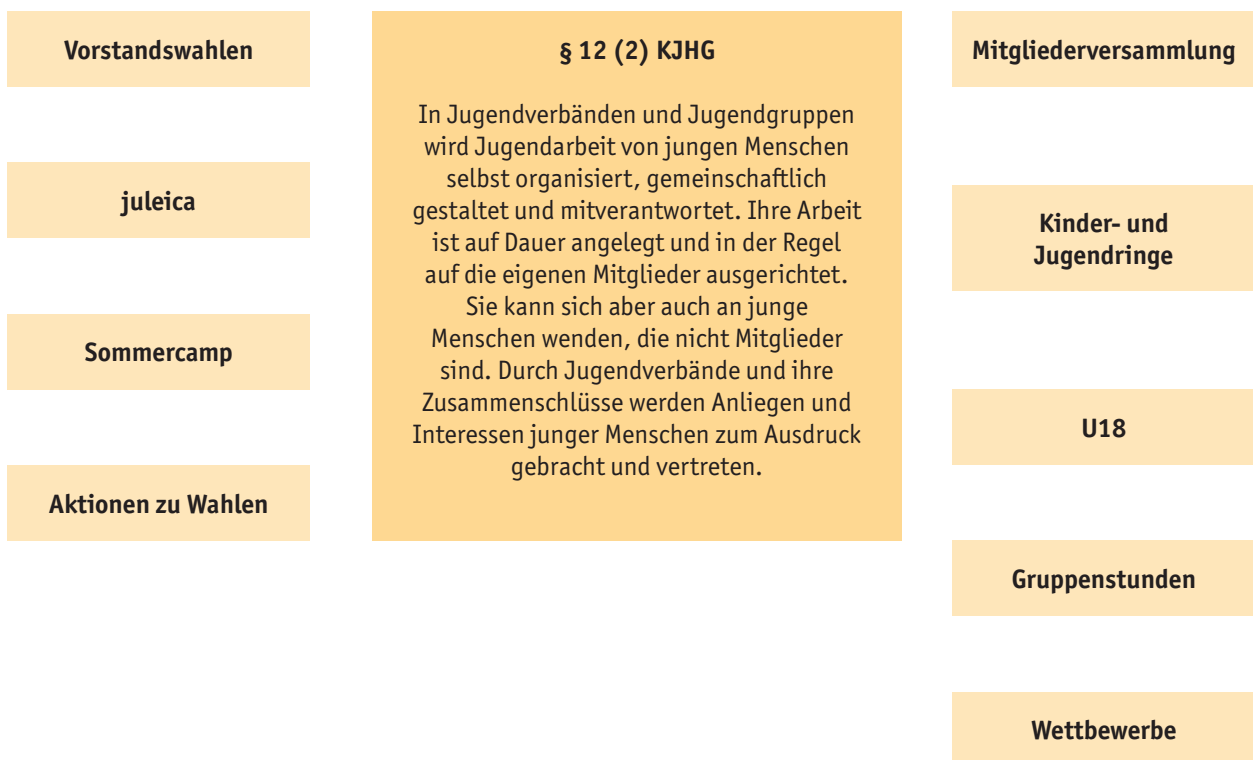 Vorstandswahlen
juleica
Sommercamp
Aktionen zu Wahlen
§ 12 (2) KJHG
In Jugendverbänden und Jugendgruppen
wird Jugendarbeit von jungen Menschen
selbst organisiert, gemeinschaftlich
gestaltet und mitverantwortet. Ihre Arbeit
ist auf Dauer angelegt und in der Regel
auf die eigenen Mitglieder ausgerichtet.
Sie kann sich aber auch an junge
Menschen wenden, die nicht Mitglieder
sind. Durch Jugendverbände und ihre
Zusammenschlüsse werden Anliegen und
Interessen junger Menschen zum Ausdruck
gebracht und vertreten.
Mitgliederversammlung
Kinder- und
Jugendringe
U18
Gruppenstunden
Wettbewerbe